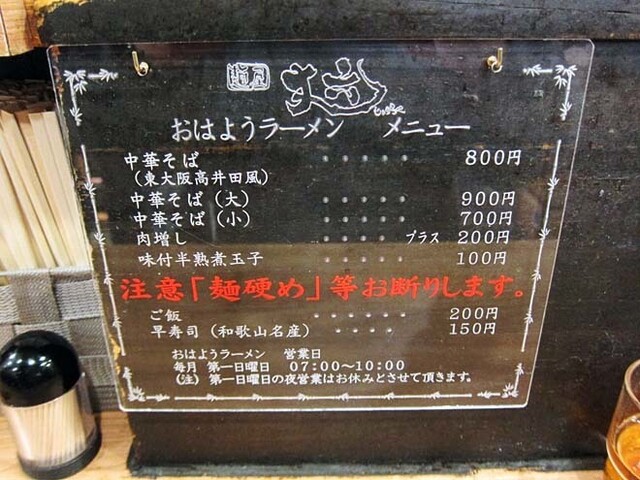 おはようラーメン メニュー
中華そば ・・・・・ 800円
(東大阪高井田風)
中華そば(大) ・・・・・ 900円
中華そば(小) ・・・・・ 700円
肉増し ・・・・・ プラス 200円
味付半熟煮玉子 ・・・・・ 100円
注意「麺硬め」等お断りします。
ご飯 ・・・・・・ 200円
早寿司(和歌山名産) ・・・・・・ 150円
おはようラーメン 営業日
毎月 第一日曜日 07:00〜10:00
(注) 第一日曜日の夜営業はお休みとさせて頂きます。